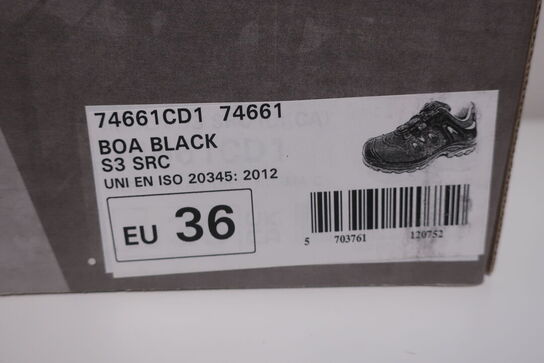 74661CD1 74661
BOA BLACK
S3 SRC
UNI EN ISO 20345: 2012
EU 36
5 703761 120752